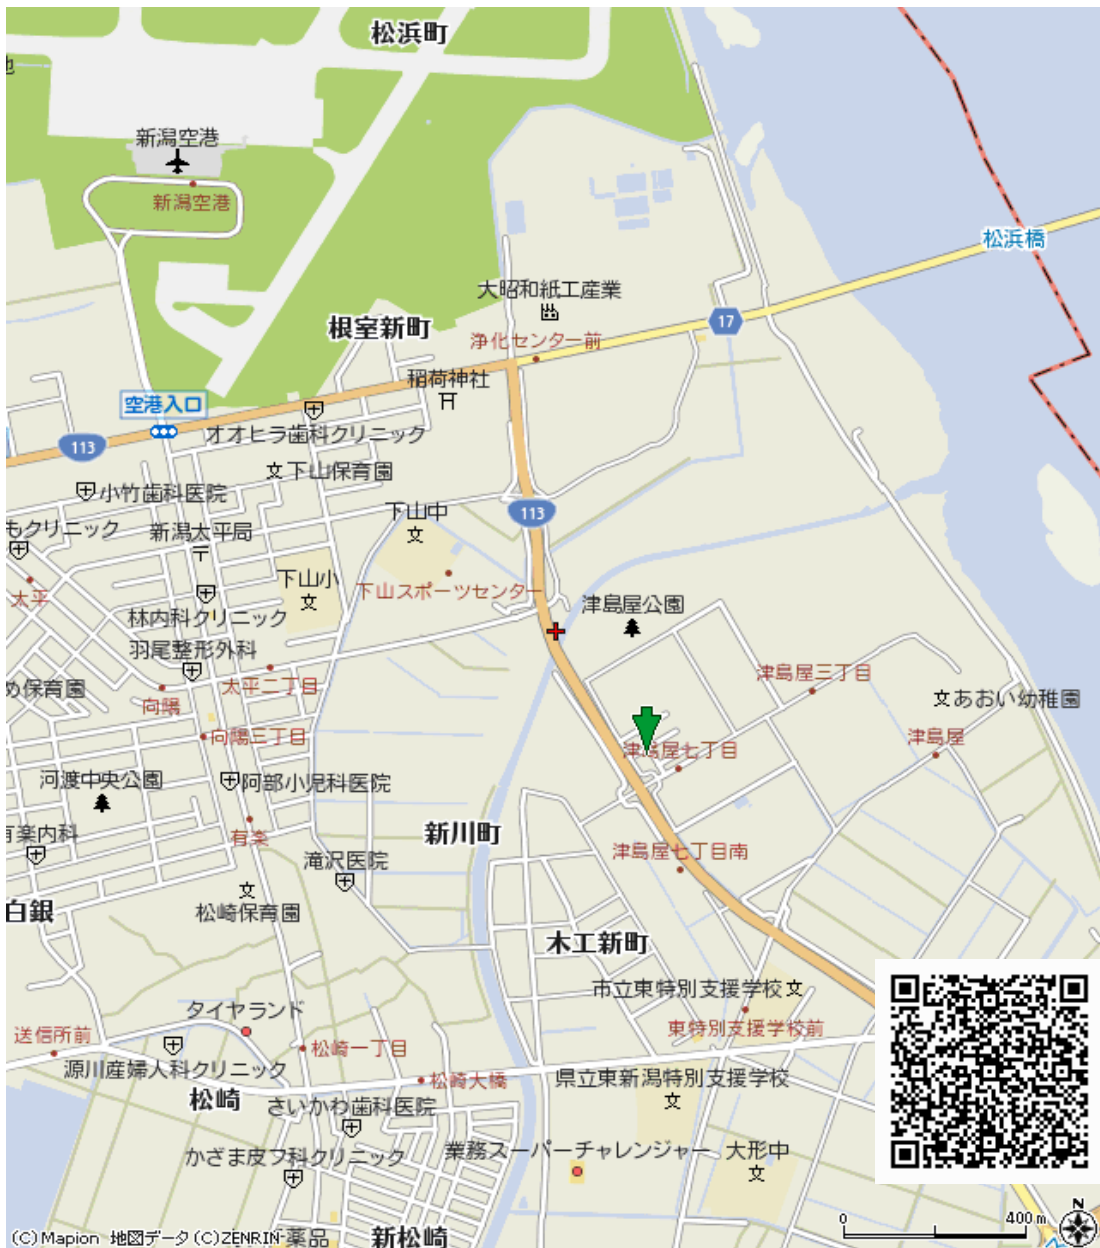 松浜町
新潟空港
新潟空港
松浜橋
大昭和紙工産業
17
根室新町
浄化センター前
稲荷神社
空港入口
オオヒラ歯科クリニック
113
下山保育園
小竹歯科医院
下山中
113
もクリニック
新潟太平局
下山小
太平
下山スポーツセンター
津島屋公園
林内科クリニック
羽尾整形外科
津島屋三丁目
め保育園
太平二丁目
あおい幼稚園
向陽
向陽三丁目
津島屋
津島屋七丁目
河渡中央公園
阿部小児科医院
有楽
有楽内科
新川町
津島屋七丁目南
滝沢医院
松崎保育園
白銀
木工新町
市立東特別支援学校
タイヤランド
東特別支援学校前
送信所前
松崎一丁目
源川産婦人科クリニック
松崎大橋
県立東新潟特別支援学校
松崎
さいかわ歯科医院
かざま皮フ科クリニック
業務スーパーチャレンジャー
大形中
N
0
400m
(C)Mapion 地図データ(C)ZENRIN
薬品
新松崎